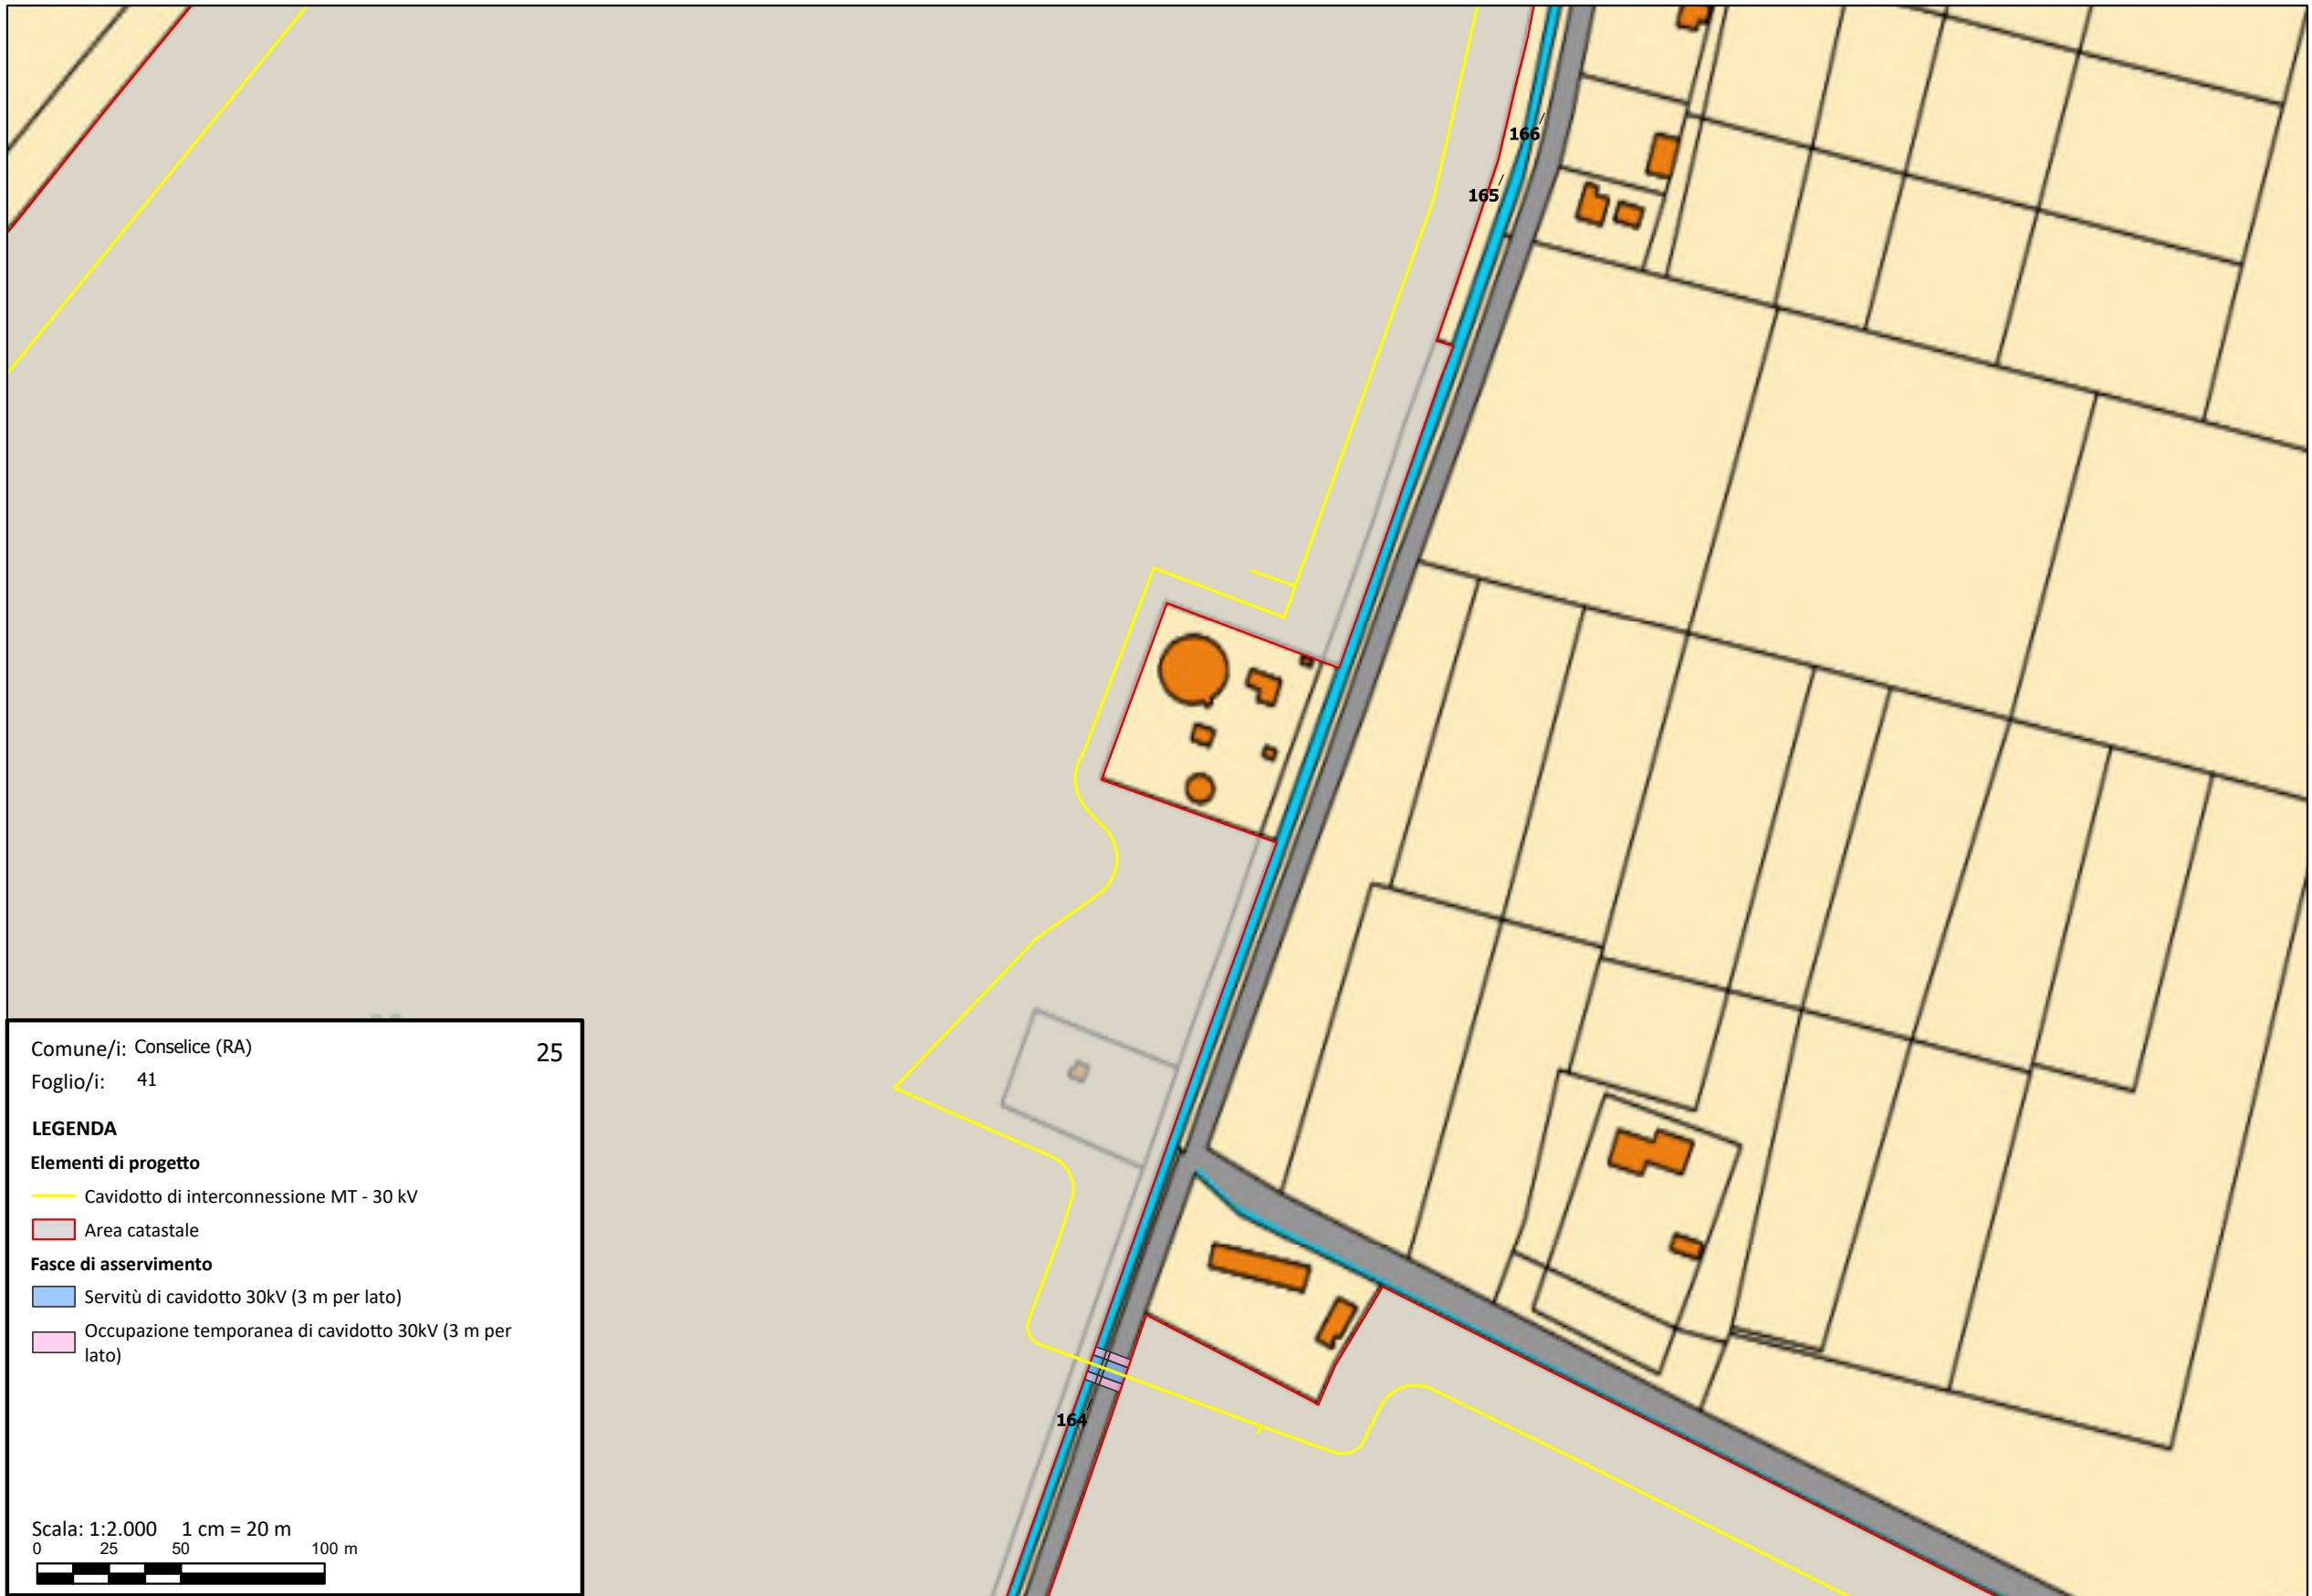 166
165
164
Comune/i: Conselice (RA)
25
Foglio/i: 41
LEGENDA
Elementi di progetto
Cavidotto di interconnessione MT - 30 kV
Area catastale
Fasce di asservimento
Servitù di cavidotto 30kV (3 m per lato)
Occupazione temporanea di cavidotto 30kV (3 m per
lato)
Scala: 1:2.000 1 cm = 20 m
0 25 50 100 m